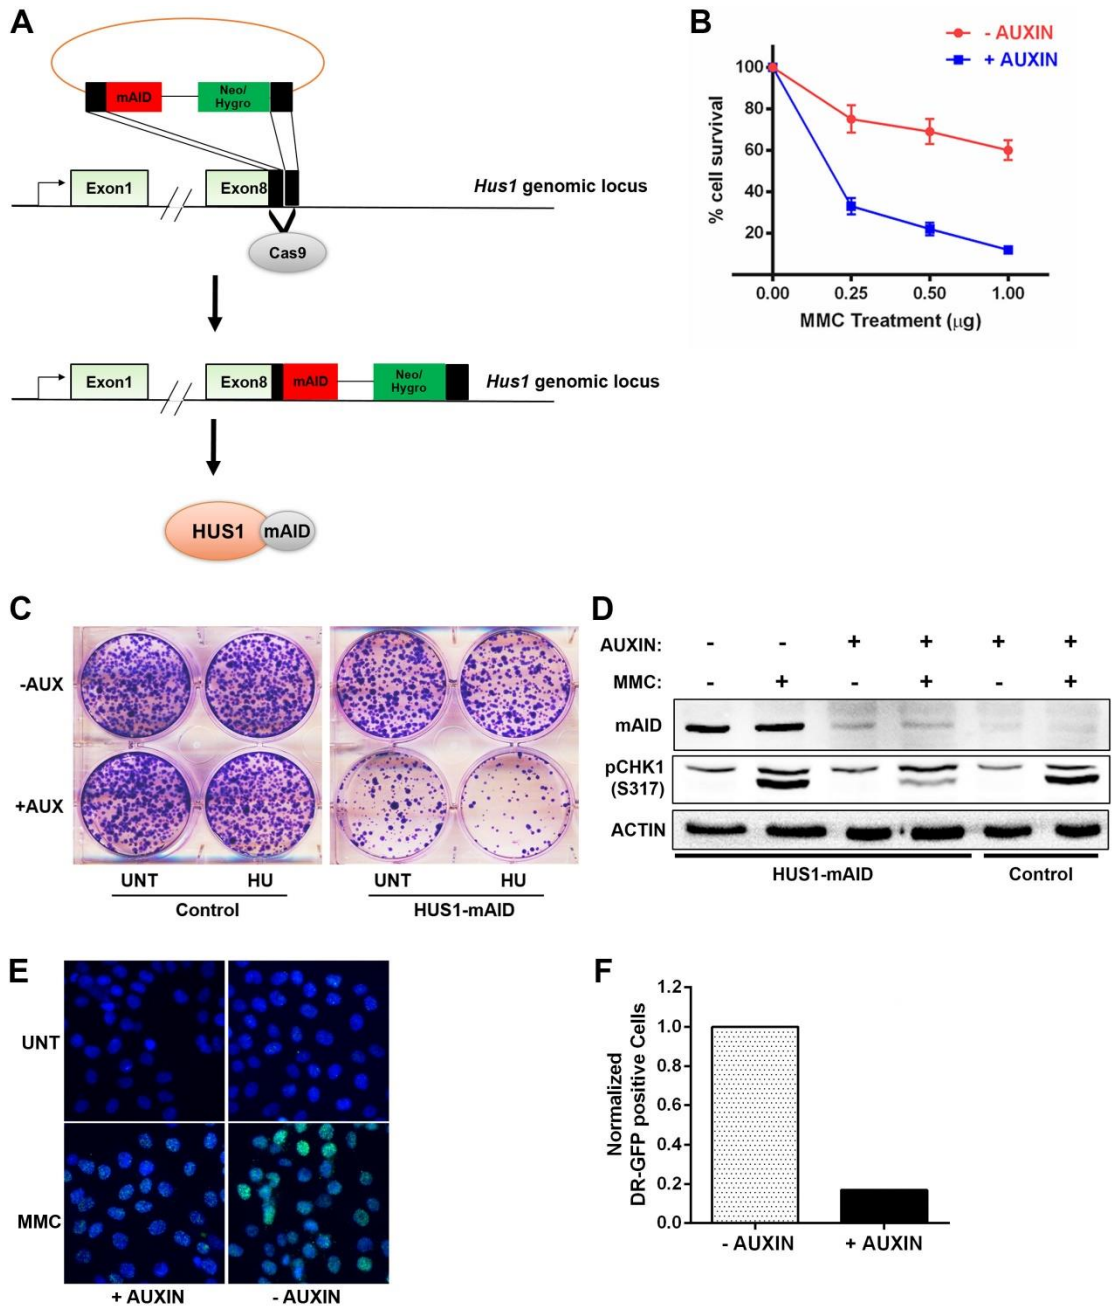 A
mAID
Neo/
Hygro
Exon1
Exon8
Hus1 genomic locus
Cas9
Exon1
Exon8
mAID
Neo/
Hygro
Hus1 genomic locus
HUS1
mAID
B
- AUXIN
+ AUXIN
% cell survival
100
80
60
40
20
0.00 0.25 0.50 1.00
MMC Treatment (µg)
C
-AUX
+AUX
UNT HU UNT HU
Control HUS1-mAID
D
AUXIN: - - + + + +
MMC: - + - + - +
mAID
pCHK1
(S317)
ACTIN
HUS1-mAID Control
E
UNT
MMC
+ AUXIN - AUXIN
F
Normalized
DR-GFP positive Cells
1.2
1.0
0.8
0.6
0.4
0.2
0.0
- AUXIN + AUXIN